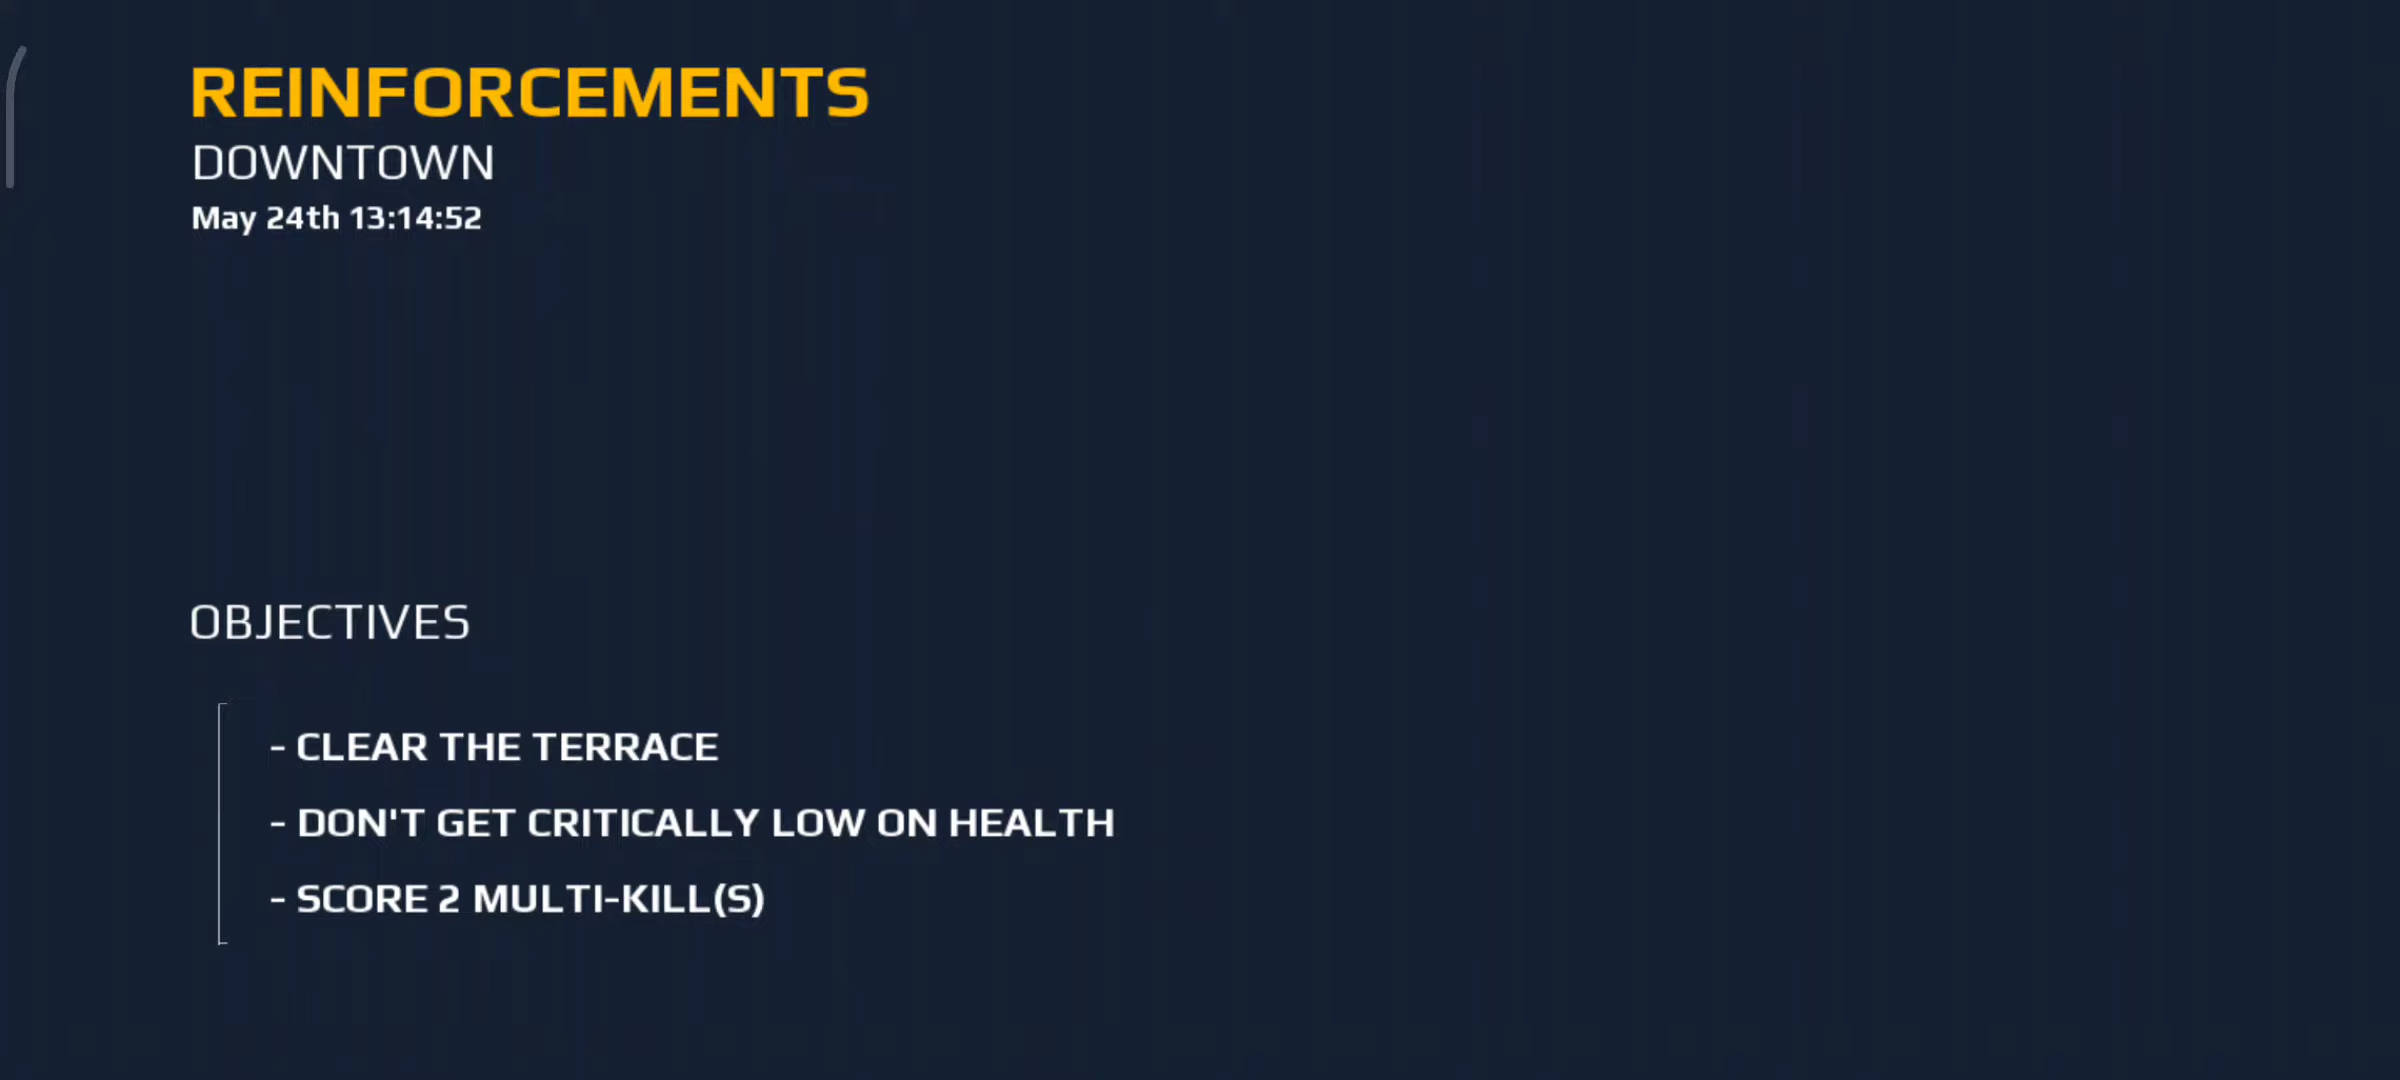 REINFORCEMENTS
DOWNTOWN
May 24th 13:14:52
OBJECTIVES
- CLEAR THE TERRACE
- DON'T GET CRITICALLY LOW ON HEALTH
- SCORE 2 MULTI-KILL(S)